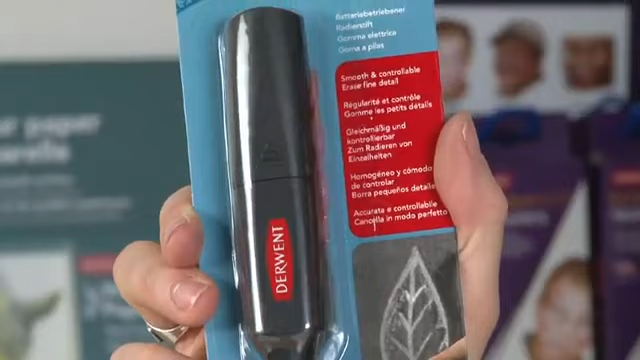 Batteriebetriebener
Radierstift
Gomma elettrica
Goma a pilas
Smooth & controllable
Erase fine detail
Régularité et contrôle
Gomme les petits détails
Gleichmäßig und
kontrollierbar
Zum Radieren von
Einzelheiten
Homogéneo y cómodo
de controlar
Borra pequeños detalle
Accurata e controllabile
Cancella in modo perfetto
DERWENT
paper